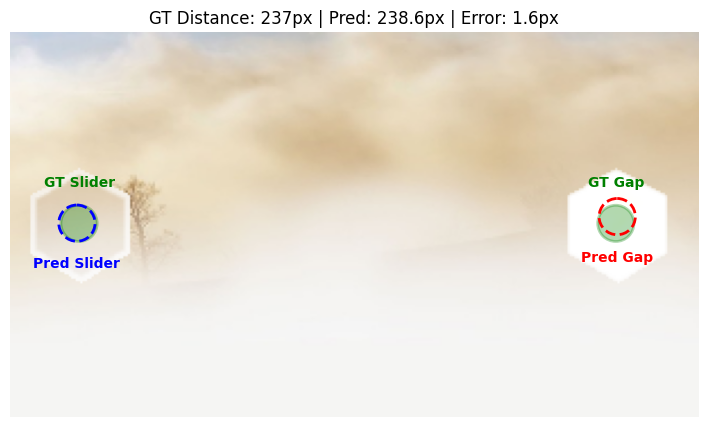 GT Distance: 237px | Pred: 238.6px | Error: 1.6px
GT Slider
GT Gap
Pred Slider
Pred Gap